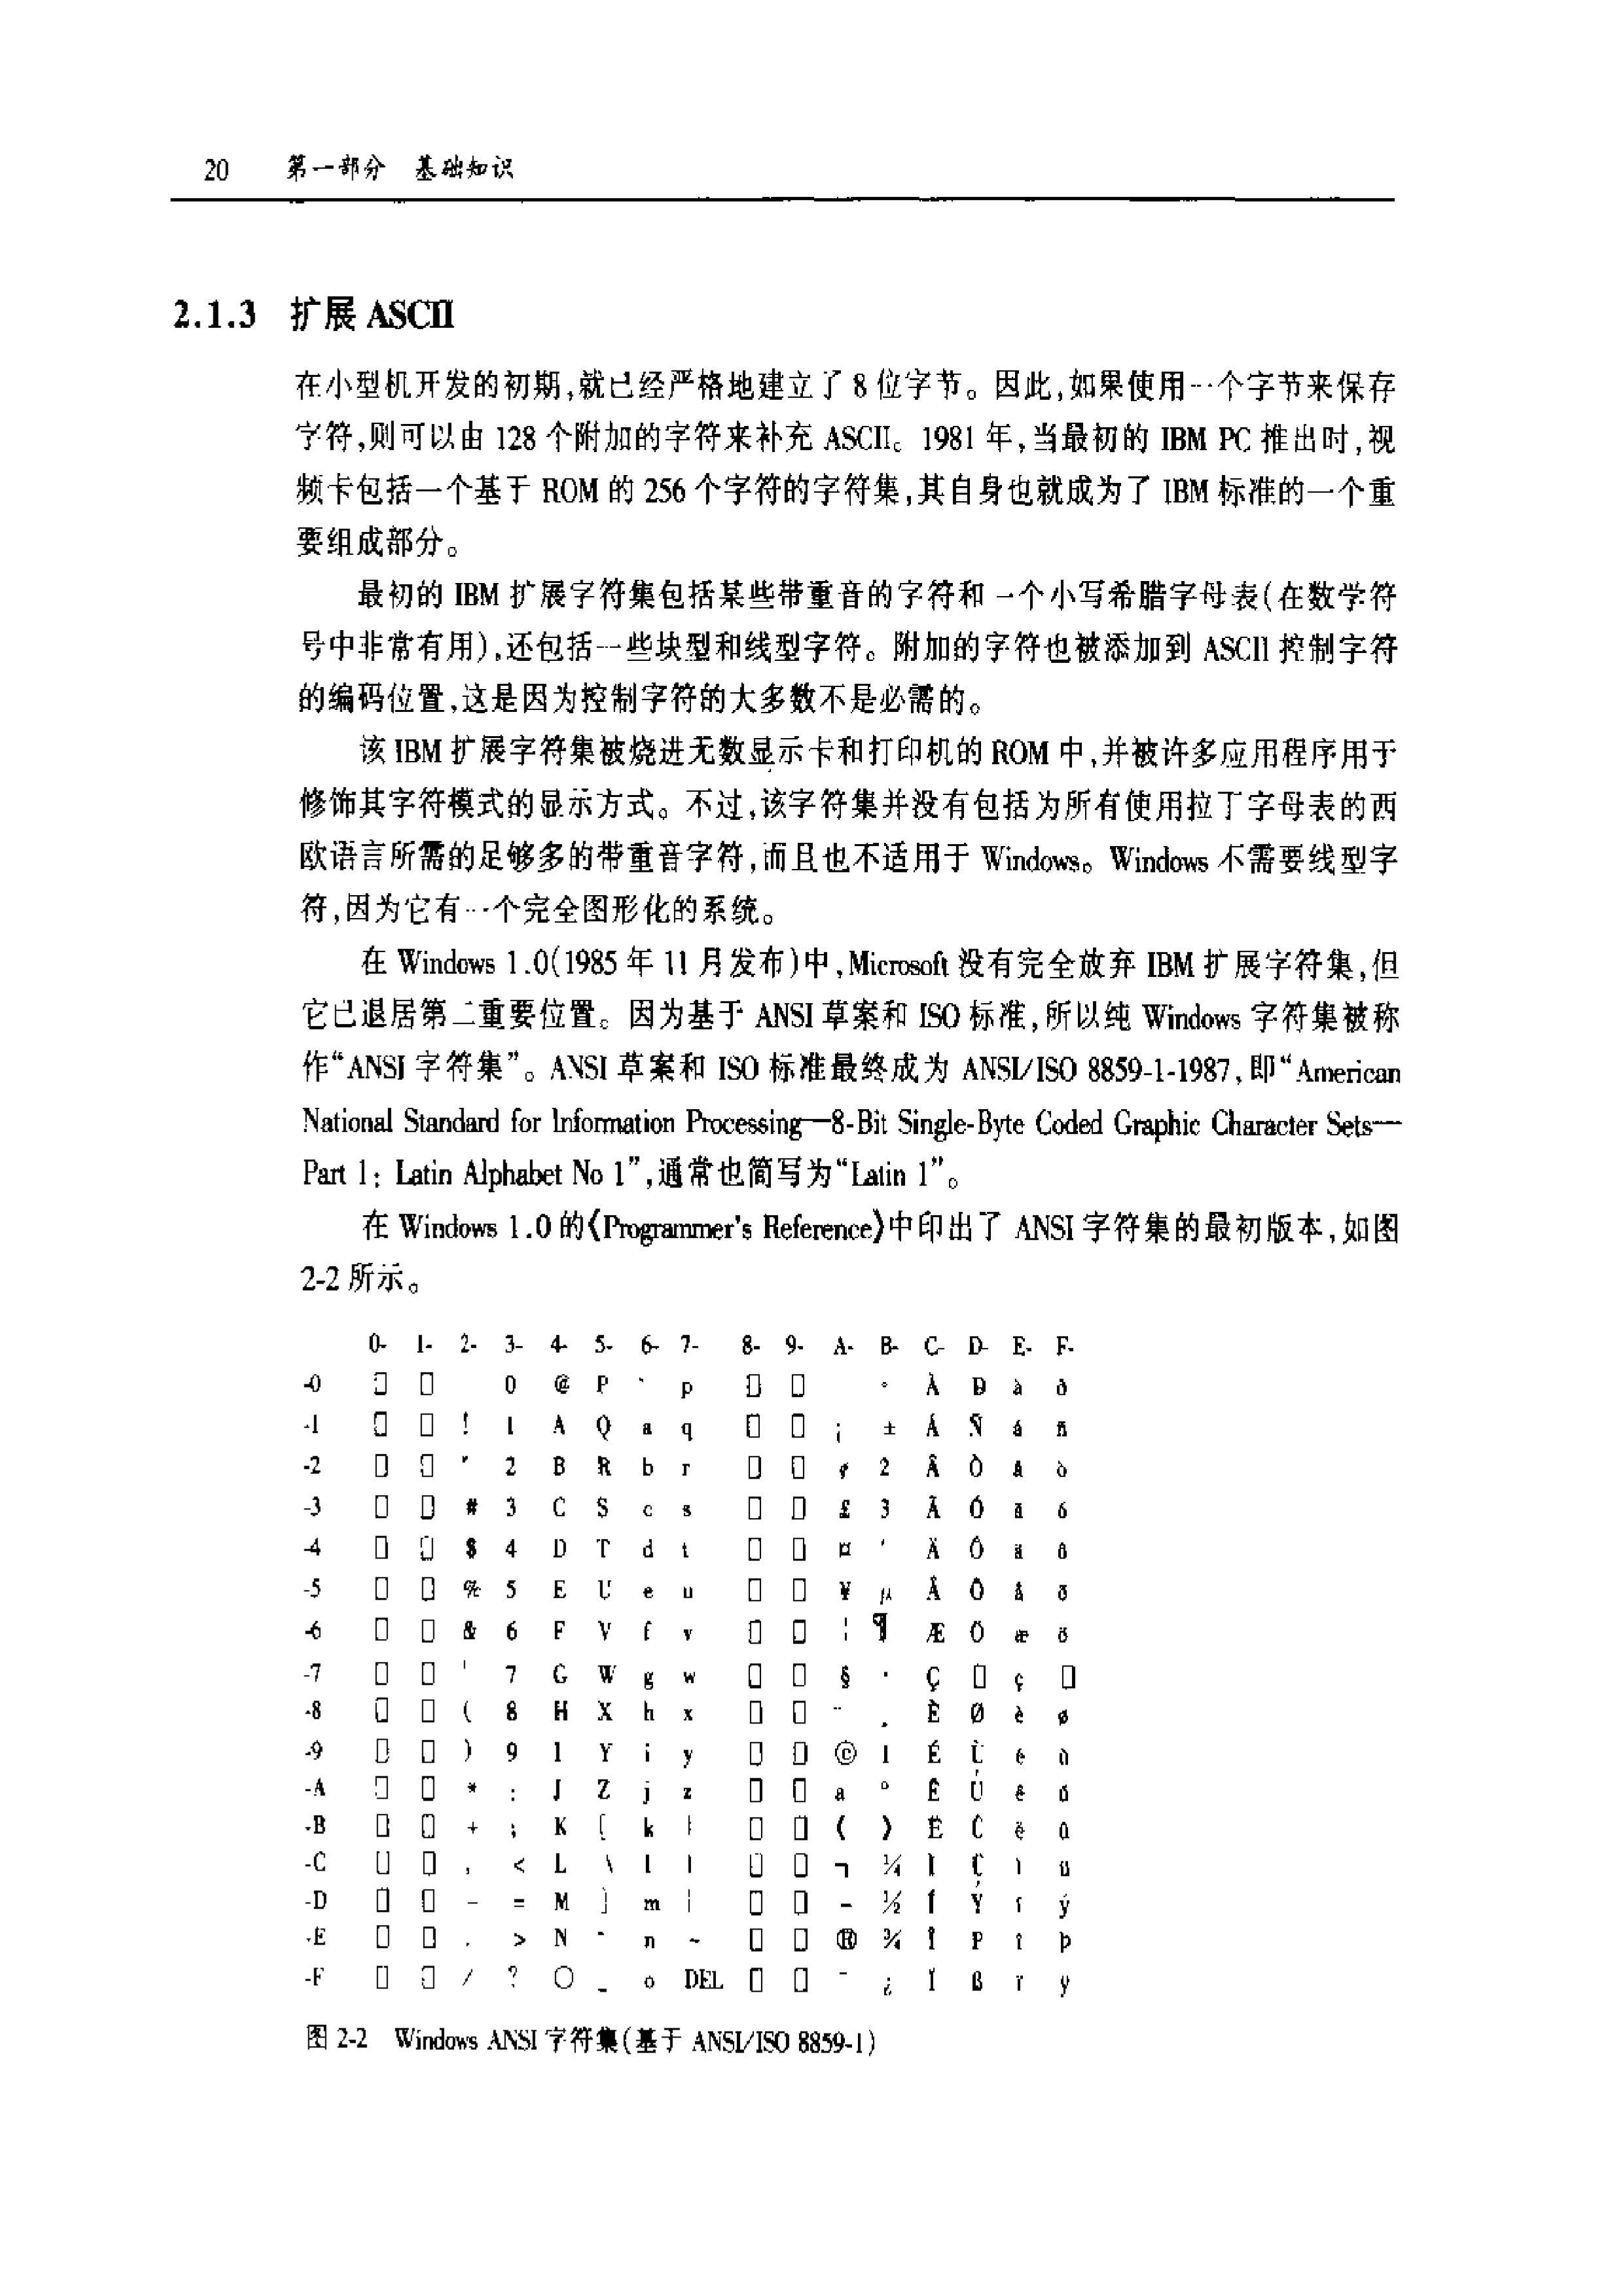 20 第一部分 基础知识
2.1.3 扩展 ASCII
在小型机开发的初期,就已经严格地建立了 8 位字节。因此,如果使用一个字节来保存
字符,则可以由 128 个附加的字符来补充 ASCII。1981 年,当最初的 IBM PC 推出时,视
频卡包括一个基于 ROM 的 256 个字符的字符集,其自身也就成为了 IBM 标准的一个重
要组成部分。
最初的 IBM 扩展字符集包括某些带重音的字符和一个小写希腊字母表(在数学符
号中非常有用),还包括一些块型和线型字符。附加的字符也被添加到 ASCII 控制字符
的编码位置,这是因为控制字符的大多数不是必需的。
该 IBM 扩展字符集被烧进无数显示卡和打印机的 ROM 中,并被许多应用程序用于
修饰其字符模式的显示方式。不过,该字符集并没有包括为所有使用拉丁字母表的西
欧语言所需的足够多的带重音字符,而且也不适用于 Windows。Windows 不需要线型字
符,因为它有一个完全图形化的系统。
在 Windows 1.0(1985 年 11 月发布)中,Microsoft 没有完全放弃 IBM 扩展字符集,但
它已退居第二重要位置。因为基于 ANSI 草案和 ISO 标准,所以纯 Windows 字符集被称
作“ANSI 字符集”。ANSI 草案和 ISO 标准最终成为 ANSI/ISO 8859-1-1987,即“American
National Standard for Information Processing—8-Bit Single-Byte Coded Graphic Character Sets—
Part 1: Latin Alphabet No 1”,通常也简写为“Latin 1”。
在 Windows 1.0 的《Programmer's Reference》中印出了 ANSI 字符集的最初版本,如图
2-2 所示。
0- 1- 2- 3- 4- 5- 6- 7- 8- 9- A- B- C- D- E- F-
-0 □ □ 0 @ P ` p □ □ ° À Ð à ð
-1 □ □ ! 1 A Q a q □ □ ¡ ± Á Ñ á ñ
-2 □ □ " 2 B R b r □ □ ¢ 2 Â Ò â ò
-3 □ □ # 3 C S c s □ □ £ 3 Ã Ó ã ó
-4 □ □ $ 4 D T d t □ □ ¤ ´ Ä Ô ä ô
-5 □ □ % 5 E U e u □ □ ¥ µ Å Õ å õ
-6 □ □ & 6 F V f v □ □ ¦ ¶ Æ Ö æ ö
-7 □ □ ' 7 G W g w □ □ § · Ç □ ç □
-8 □ □ ( 8 H X h x □ □ ¨ ¸ È Ø è ø
-9 □ □ ) 9 I Y i y □ □ © 1 É Ù é ù
-A □ □ * : J Z j z □ □ a º Ê Ú ê ú
-B □ □ + ; K [ k { □ □ 《 》 Ë Û ë û
-C □ □ , < L \ l | □ □ ¬ ¼ Ì Ü ì ü
-D □ □ - = M ] m } □ □ - ½ Í Ý í ý
-E □ □ . > N ^ n ~ □ □ ® ¾ Î Þ î þ
-F □ □ / ? O _ o DEL □ □ ¯ ¿ Ï ß ï ÿ
图 2-2 Windows ANSI 字符集(基于 ANSI/ISO 8859-1)